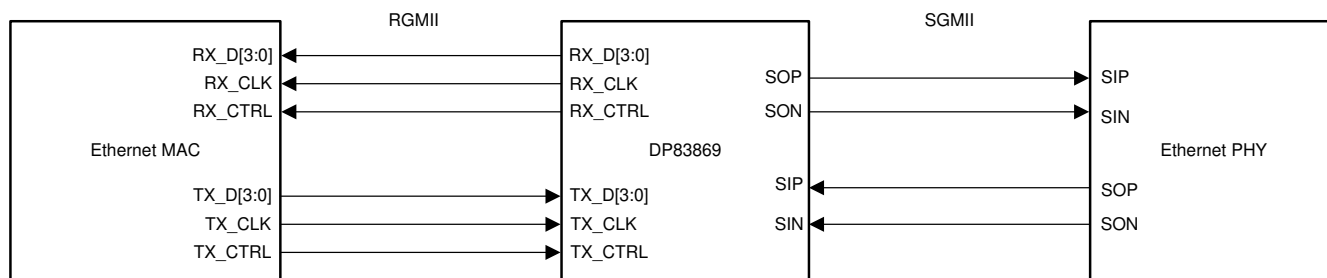 RGMII
SGMII
RX_D[3:0]
RX_CLK
RX_CTRL
Ethernet MAC
TX_D[3:0]
TX_CLK
TX_CTRL
RX_D[3:0]
RX_CLK
RX_CTRL
SOP
SON
DP83869
SIP
SIN
TX_D[3:0]
TX_CLK
TX_CTRL
SIP
SIN
Ethernet PHY
SOP
SON